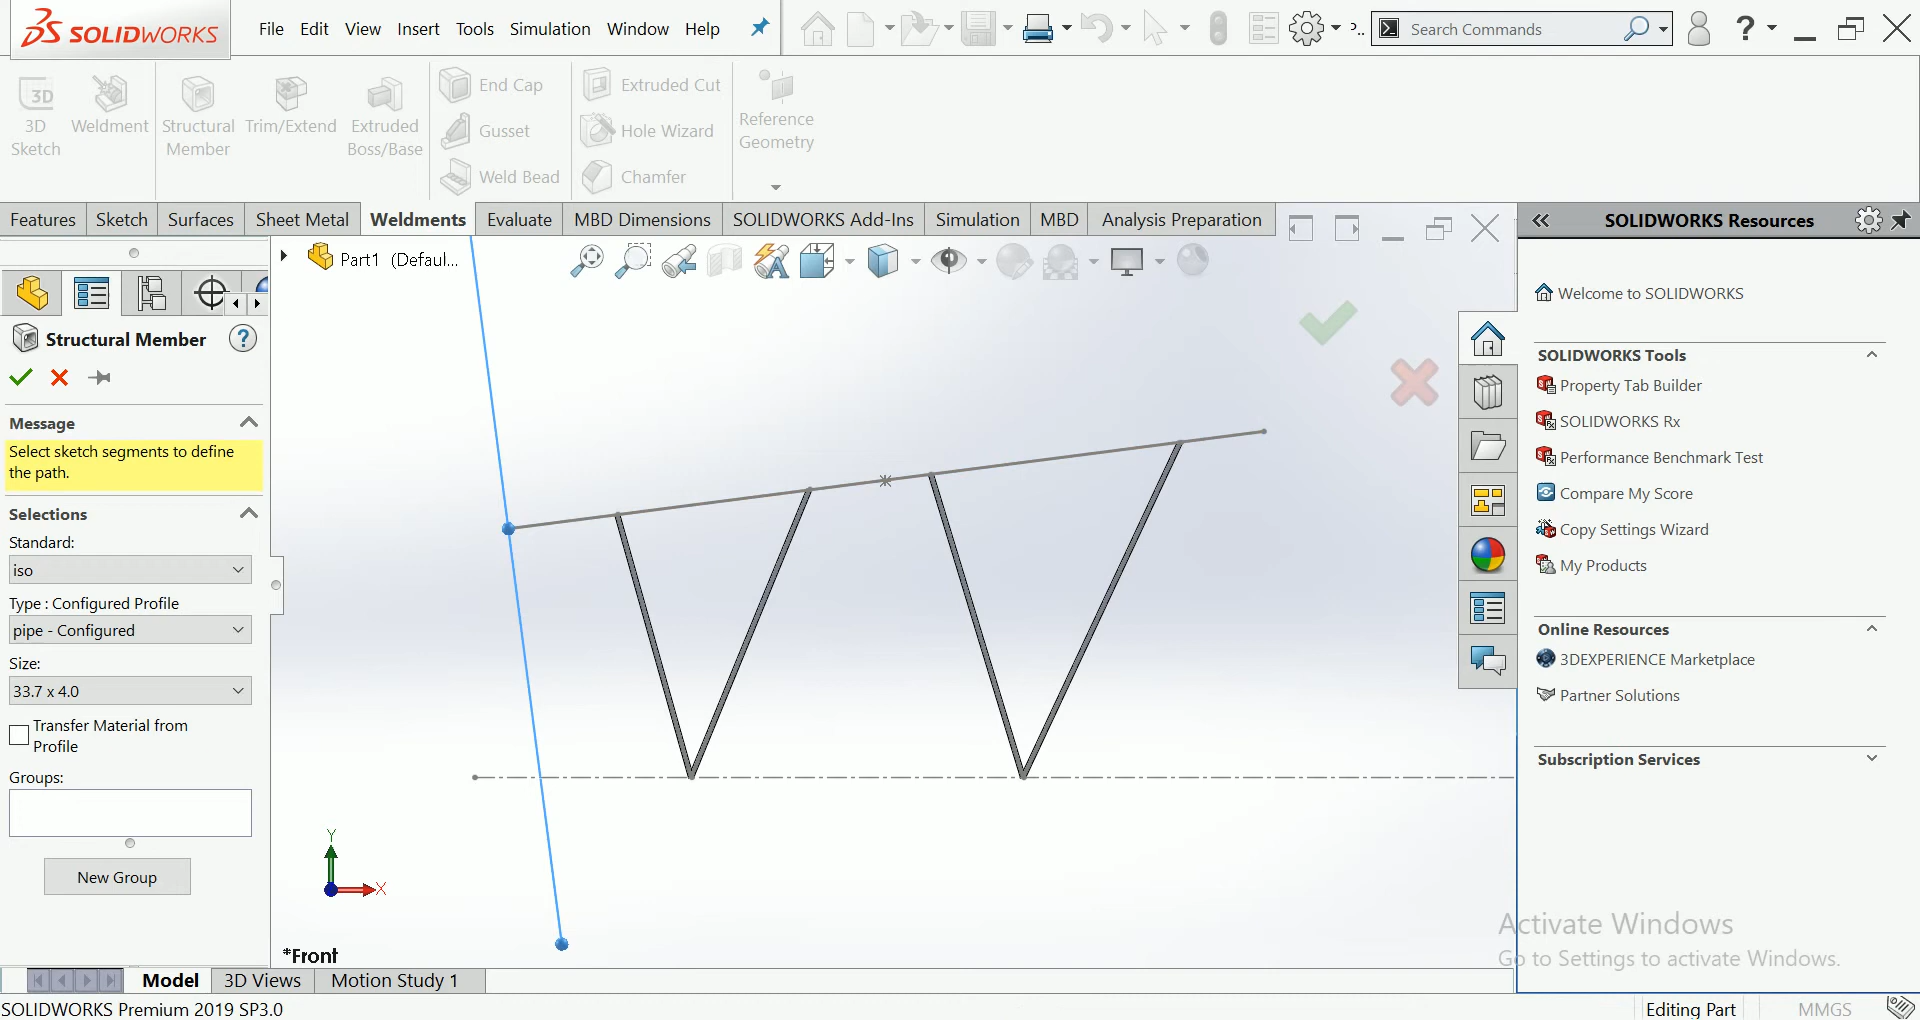 SOLIDWORKS
File Edit View Insert Tools Simulation Window Help
P..
Search Commands
?
3D Sketch
Weldment
Structural Member
Trim/Extend
Extruded Boss/Base
End Cap
Gusset
Weld Bead
Extruded Cut
Hole Wizard
Chamfer
Reference Geometry
Features Sketch Surfaces Sheet Metal Weldments Evaluate MBD Dimensions SOLIDWORKS Add-Ins Simulation MBD Analysis Preparation
Part1 (Defaul...
Structural Member
?
Message
Select sketch segments to define
the path.
Selections
Standard:
iso
Type : Configured Profile
pipe - Configured
Size:
33.7 x 4.0
Transfer Material from
Profile
Groups:
New Group
Y
X
*Front
Model 3D Views Motion Study 1
SOLIDWORKS Premium 2019 SP3.0
SOLIDWORKS Resources
Welcome to SOLIDWORKS
SOLIDWORKS Tools
Property Tab Builder
SOLIDWORKS Rx
Performance Benchmark Test
Compare My Score
Copy Settings Wizard
My Products
Online Resources
3DEXPERIENCE Marketplace
Partner Solutions
Subscription Services
Activate Windows
Go to Settings to activate Windows.
Editing Part
MMGS